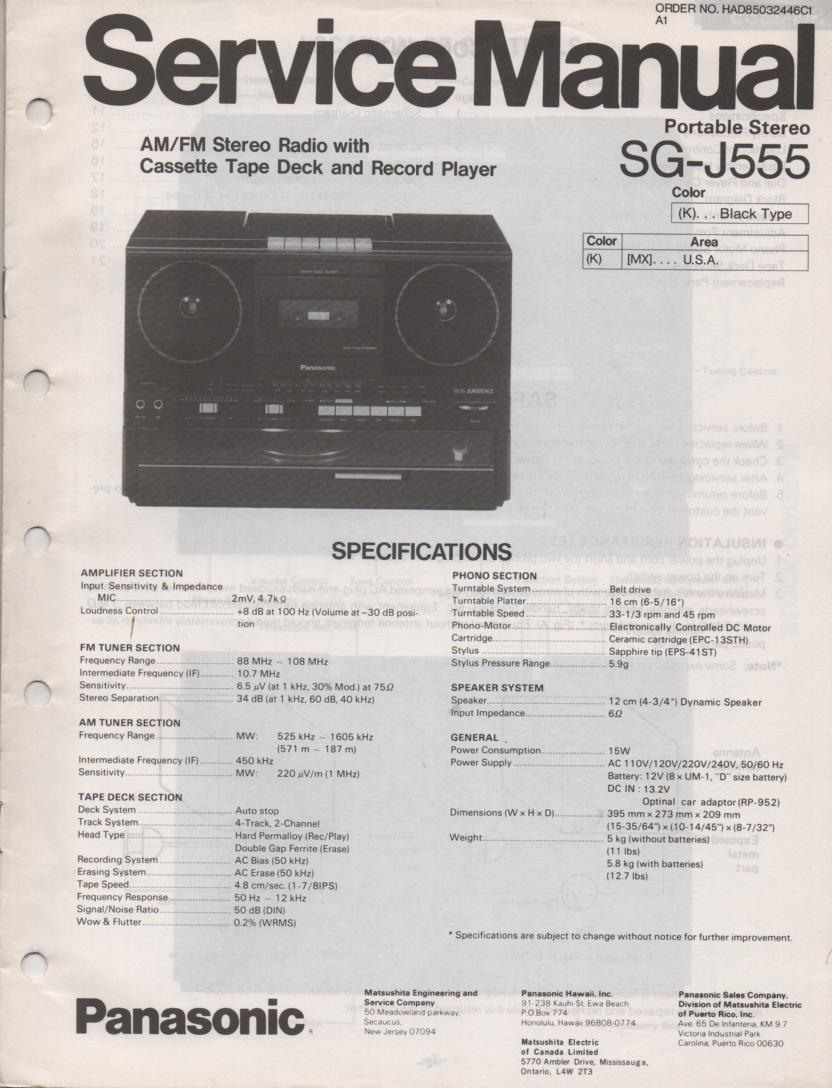 ORDER NO. HAD85032446C1
A1
Service Manual
Portable Stereo
AM/FM Stereo Radio with
Cassette Tape Deck and Record Player
SG-J555
Color
(K). . . Black Type
Color Area
(K) [MX]. . . . U.S.A.
Panasonic
AMBIENCE
SPECIFICATIONS
AMPLIFIER SECTION
Input Sensitivity & Impedance
MIC 2mV, 4.7kΩ
Loudness Control +8 dB at 100 Hz (Volume at –30 dB posi-
tion
FM TUNER SECTION
Frequency Range 88 MHz ~ 108 MHz
Intermediate Frequency (IF) 10.7 MHz
Sensitivity 6.5 μV (at 1 kHz, 30% Mod.) at 75Ω
Stereo Separation 34 dB (at 1 kHz, 60 dB, 40 kHz)
AM TUNER SECTION
Frequency Range MW: 525 kHz ~ 1605 kHz
(571 m ~ 187 m)
Intermediate Frequency (IF) 450 kHz
Sensitivity MW: 220 μV/m (1 MHz)
TAPE DECK SECTION
Deck System Auto stop
Track System 4-Track, 2-Channel
Head Type Hard Permalloy (Rec/Play)
Double Gap Ferrite (Erase)
Recording System AC Bias (50 kHz)
Erasing System AC Erase (50 kHz)
Tape Speed 4.8 cm/sec. (1-7/8IPS)
Frequency Response 50 Hz ~ 12 kHz
Signal/Noise Ratio 50 dB (DIN)
Wow & Flutter 0.2% (WRMS)
PHONO SECTION
Turntable System Belt drive
Turntable Platter 16 cm (6-5/16")
Turntable Speed 33-1/3 rpm and 45 rpm
Phono-Motor Electronically Controlled DC Motor
Cartridge Ceramic cartridge (EPC-13STH)
Stylus Sapphire tip (EPS-41ST)
Stylus Pressure Range 5.9g
SPEAKER SYSTEM
Speaker 12 cm (4-3/4") Dynamic Speaker
Input Impedance 6Ω
GENERAL
Power Consumption 15W
Power Supply AC 110V/120V/220V/240V, 50/60 Hz
Battery: 12V (8 x UM-1, "D" size battery)
DC IN : 13.2V
Optinal car adaptor (RP-952)
Dimensions (W x H x D) 395 mm x 273 mm x 209 mm
(15-35/64") x (10-14/45") x (8-7/32")
Weight 5 kg (without batteries)
(11 lbs)
5.8 kg (with batteries)
(12.7 lbs)
* Specifications are subject to change without notice for further improvement.
Panasonic
Matsushita Engineering and
Service Company
50 Meadowland parkway,
Secaucus,
New Jersey 07094
Panasonic Hawaii, Inc.
91-238 Kauhi St. Ewa Beach
P.O Box 774
Honolulu, Hawaii 96808-0774
Matsushita Electric
of Canada Limited
5770 Ambler Drive, Mississauga,
Ontario, L4W 2T3
Panasonic Sales Company,
Division of Matsushita Electric
of Puerto Rico, Inc.
Ave. 65 De Infanteria, KM 9.7
Victoria Industrial Park
Carolina, Puerto Rico 00630